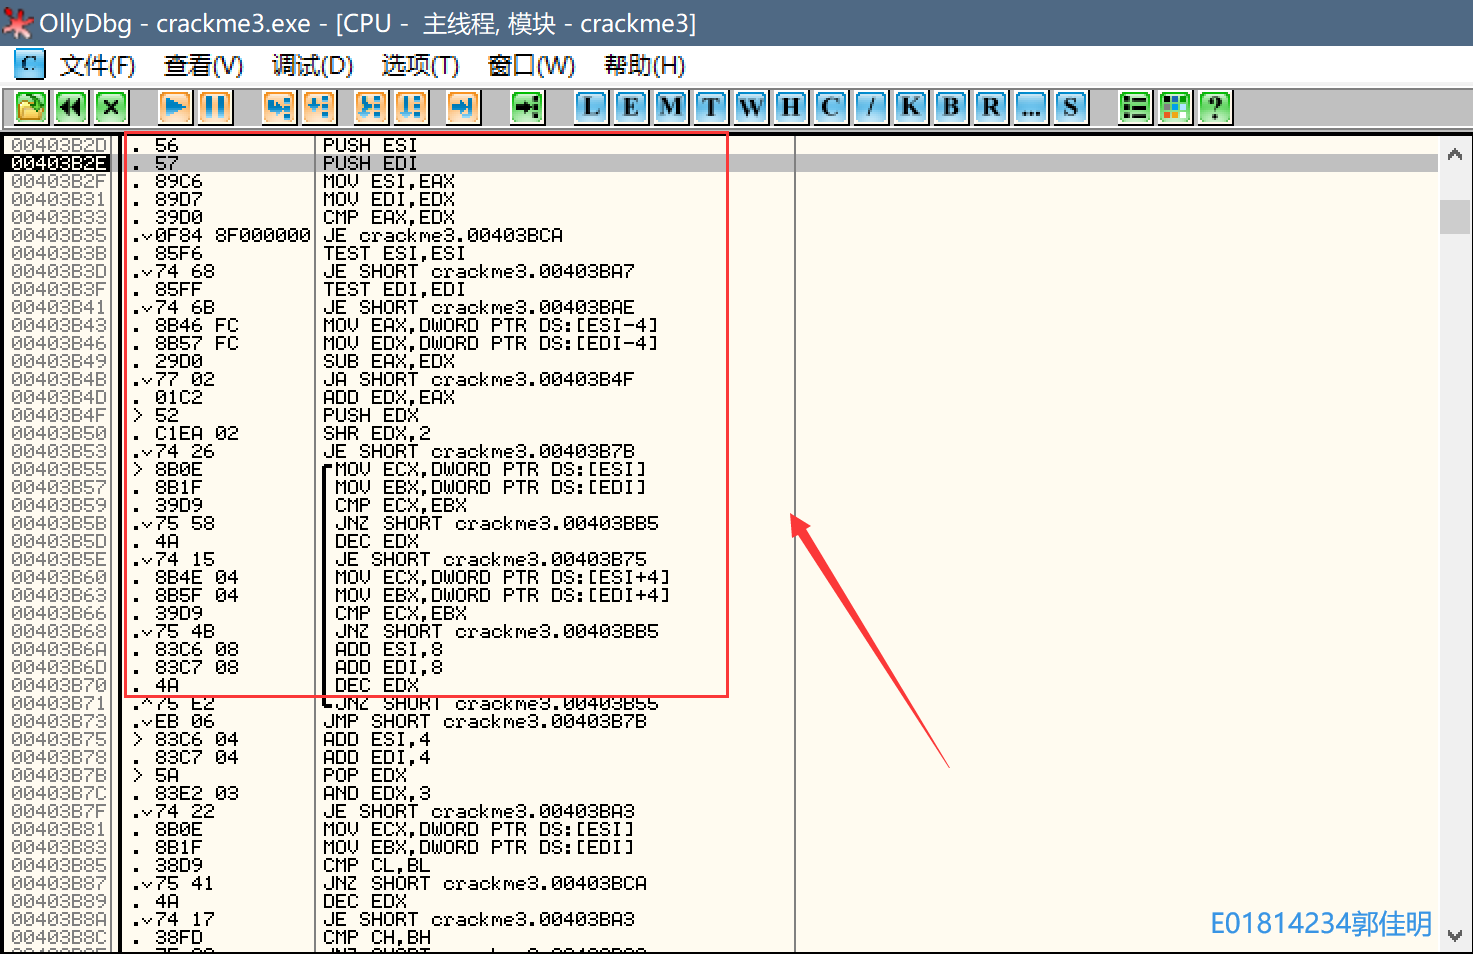 OllyDbg - crackme3.exe - [CPU - 主线程, 模块 - crackme3]
C 文件(F) 查看(V) 调试(D) 选项(T) 窗口(W) 帮助(H)
L E M T W H C / K B R ... S ?
00403B2D . 56 PUSH ESI
00403B2E . 57 PUSH EDI
00403B2F . 89C6 MOV ESI,EAX
00403B31 . 89D7 MOV EDI,EDX
00403B33 . 39D0 CMP EAX,EDX
00403B35 .v0F84 8F000000 JE crackme3.00403BCA
00403B3B . 85F6 TEST ESI,ESI
00403B3D .v74 68 JE SHORT crackme3.00403BA7
00403B3F . 85FF TEST EDI,EDI
00403B41 .v74 6B JE SHORT crackme3.00403BAE
00403B43 . 8B46 FC MOV EAX,DWORD PTR DS:[ESI-4]
00403B46 . 8B57 FC MOV EDX,DWORD PTR DS:[EDI-4]
00403B49 . 29D0 SUB EAX,EDX
00403B4B .v77 02 JA SHORT crackme3.00403B4F
00403B4D . 01C2 ADD EDX,EAX
00403B4F > 52 PUSH EDX
00403B50 . C1EA 02 SHR EDX,2
00403B53 .v74 26 JE SHORT crackme3.00403B7B
00403B55 > 8B0E MOV ECX,DWORD PTR DS:[ESI]
00403B57 . 8B1F MOV EBX,DWORD PTR DS:[EDI]
00403B59 . 39D9 CMP ECX,EBX
00403B5B .v75 58 JNZ SHORT crackme3.00403BB5
00403B5D . 4A DEC EDX
00403B5E .v74 15 JE SHORT crackme3.00403B75
00403B60 . 8B4E 04 MOV ECX,DWORD PTR DS:[ESI+4]
00403B63 . 8B5F 04 MOV EBX,DWORD PTR DS:[EDI+4]
00403B66 . 39D9 CMP ECX,EBX
00403B68 .v75 4B JNZ SHORT crackme3.00403BB5
00403B6A . 83C6 08 ADD ESI,8
00403B6D . 83C7 08 ADD EDI,8
00403B70 . 4A DEC EDX
00403B71 .^75 E2 JNZ SHORT crackme3.00403B55
00403B73 .vEB 06 JMP SHORT crackme3.00403B7B
00403B75 > 83C6 04 ADD ESI,4
00403B78 . 83C7 04 ADD EDI,4
00403B7B > 5A POP EDX
00403B7C . 83E2 03 AND EDX,3
00403B7F .v74 22 JE SHORT crackme3.00403BA3
00403B81 . 8B0E MOV ECX,DWORD PTR DS:[ESI]
00403B83 . 8B1F MOV EBX,DWORD PTR DS:[EDI]
00403B85 . 38D9 CMP CL,BL
00403B87 .v75 41 JNZ SHORT crackme3.00403BCA
00403B89 . 4A DEC EDX
00403B8A .v74 17 JE SHORT crackme3.00403BA3
00403B8C . 38FD CMP CH,BH
E01814234郭佳明